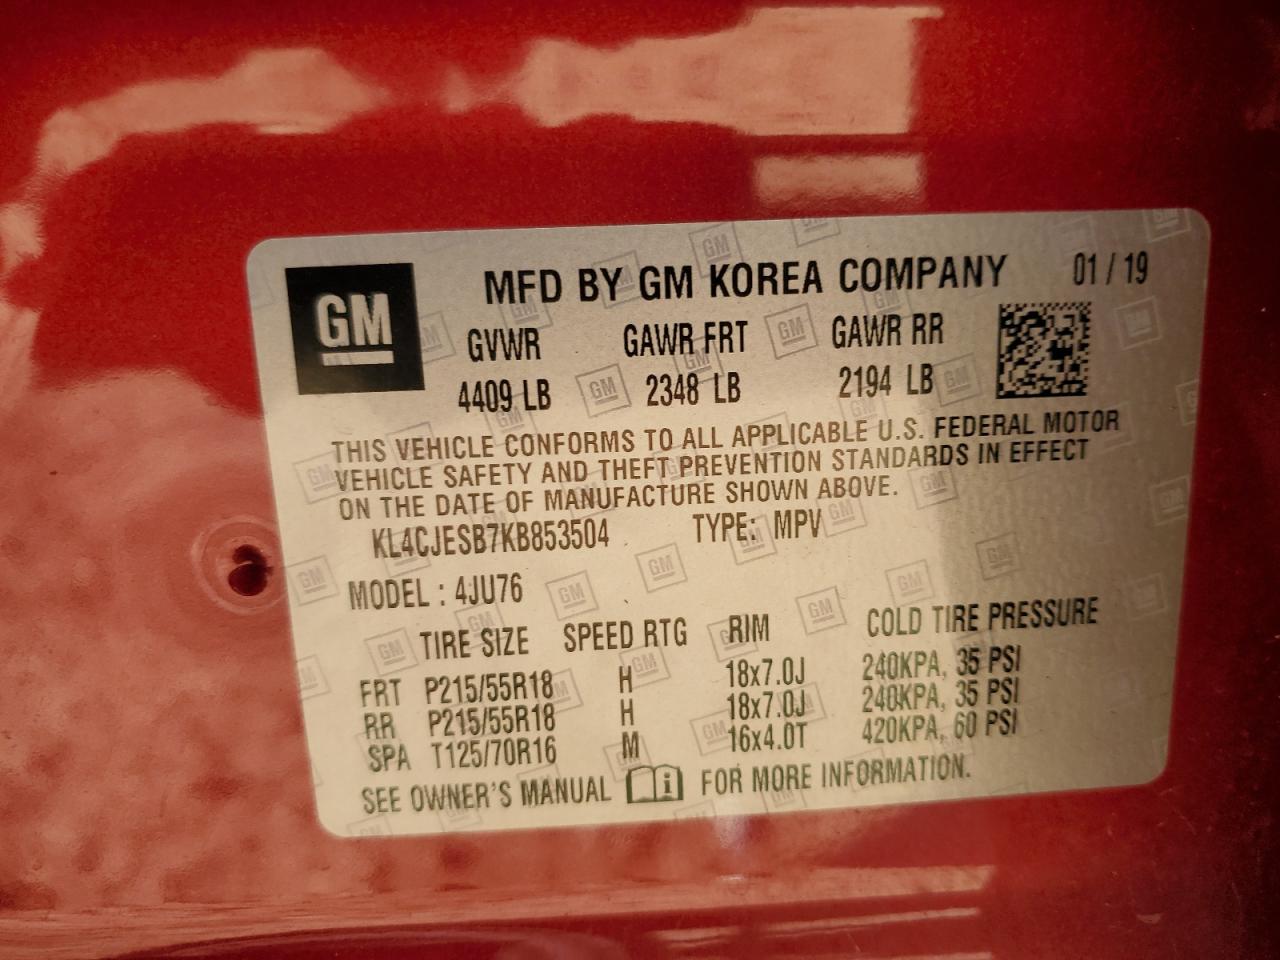 GM
MFD BY GM KOREA COMPANY 01 / 19
GVWR GAWR FRT GAWR RR
4409 LB 2348 LB 2194 LB
THIS VEHICLE CONFORMS TO ALL APPLICABLE U.S. FEDERAL MOTOR
VEHICLE SAFETY AND THEFT PREVENTION STANDARDS IN EFFECT
ON THE DATE OF MANUFACTURE SHOWN ABOVE.
KL4CJESB7KB853504 TYPE: MPV
MODEL : 4JU76
TIRE SIZE SPEED RTG RIM COLD TIRE PRESSURE
FRT P215/55R18 H 18x7.0J 240KPA, 35 PSI
RR P215/55R18 H 18x7.0J 240KPA, 35 PSI
SPA T125/70R16 M 16x4.0T 420KPA, 60 PSI
SEE OWNER'S MANUAL i FOR MORE INFORMATION.